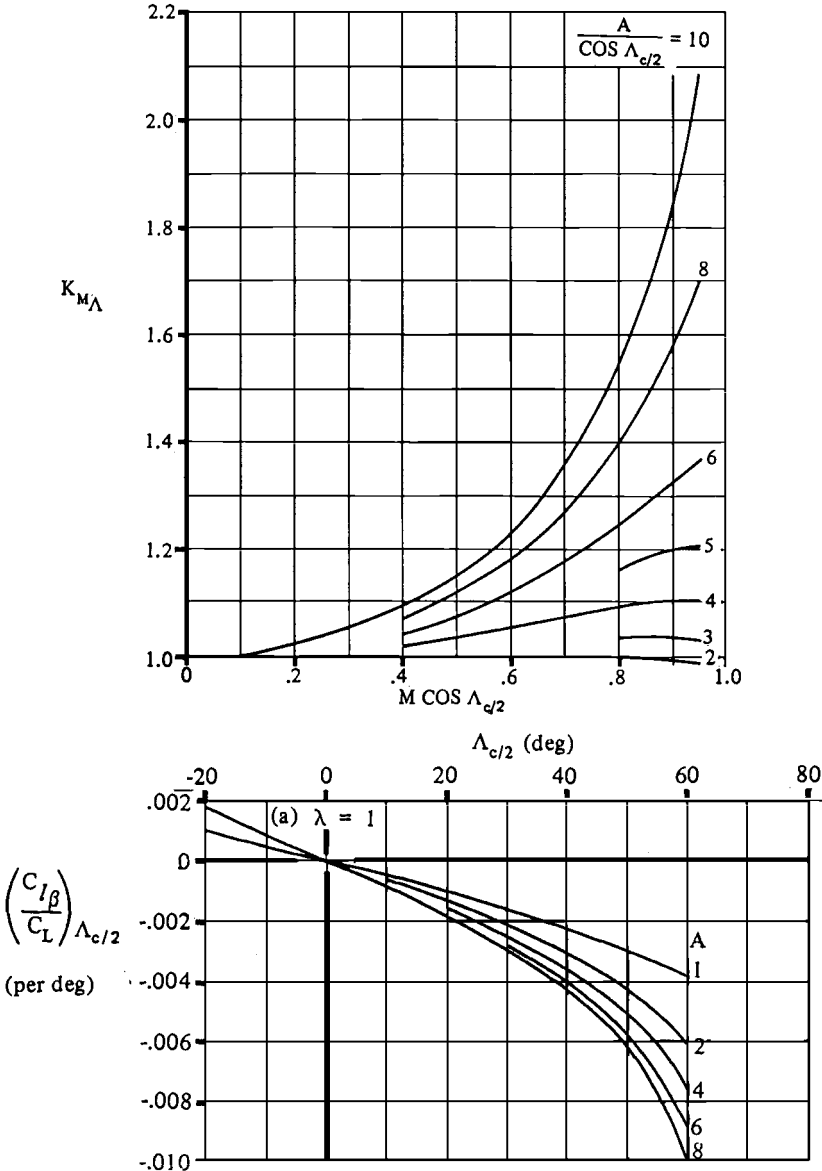 2.2
A
COS Λc/2
= 10
2.0
1.8
8
K MΛ
1.6
1.4
6
1.2
5
4
3
2
1.0
0 .2 .4 .6 .8 1.0
M COS Λc/2
Λc/2 (deg)
-20 0 20 40 60 80
.002
(a) λ = 1
0
(C lβ
CL) Λc/2
(per deg)
-.002
A
1
-.004
-.006
2
4
-.008
6
8
-.010